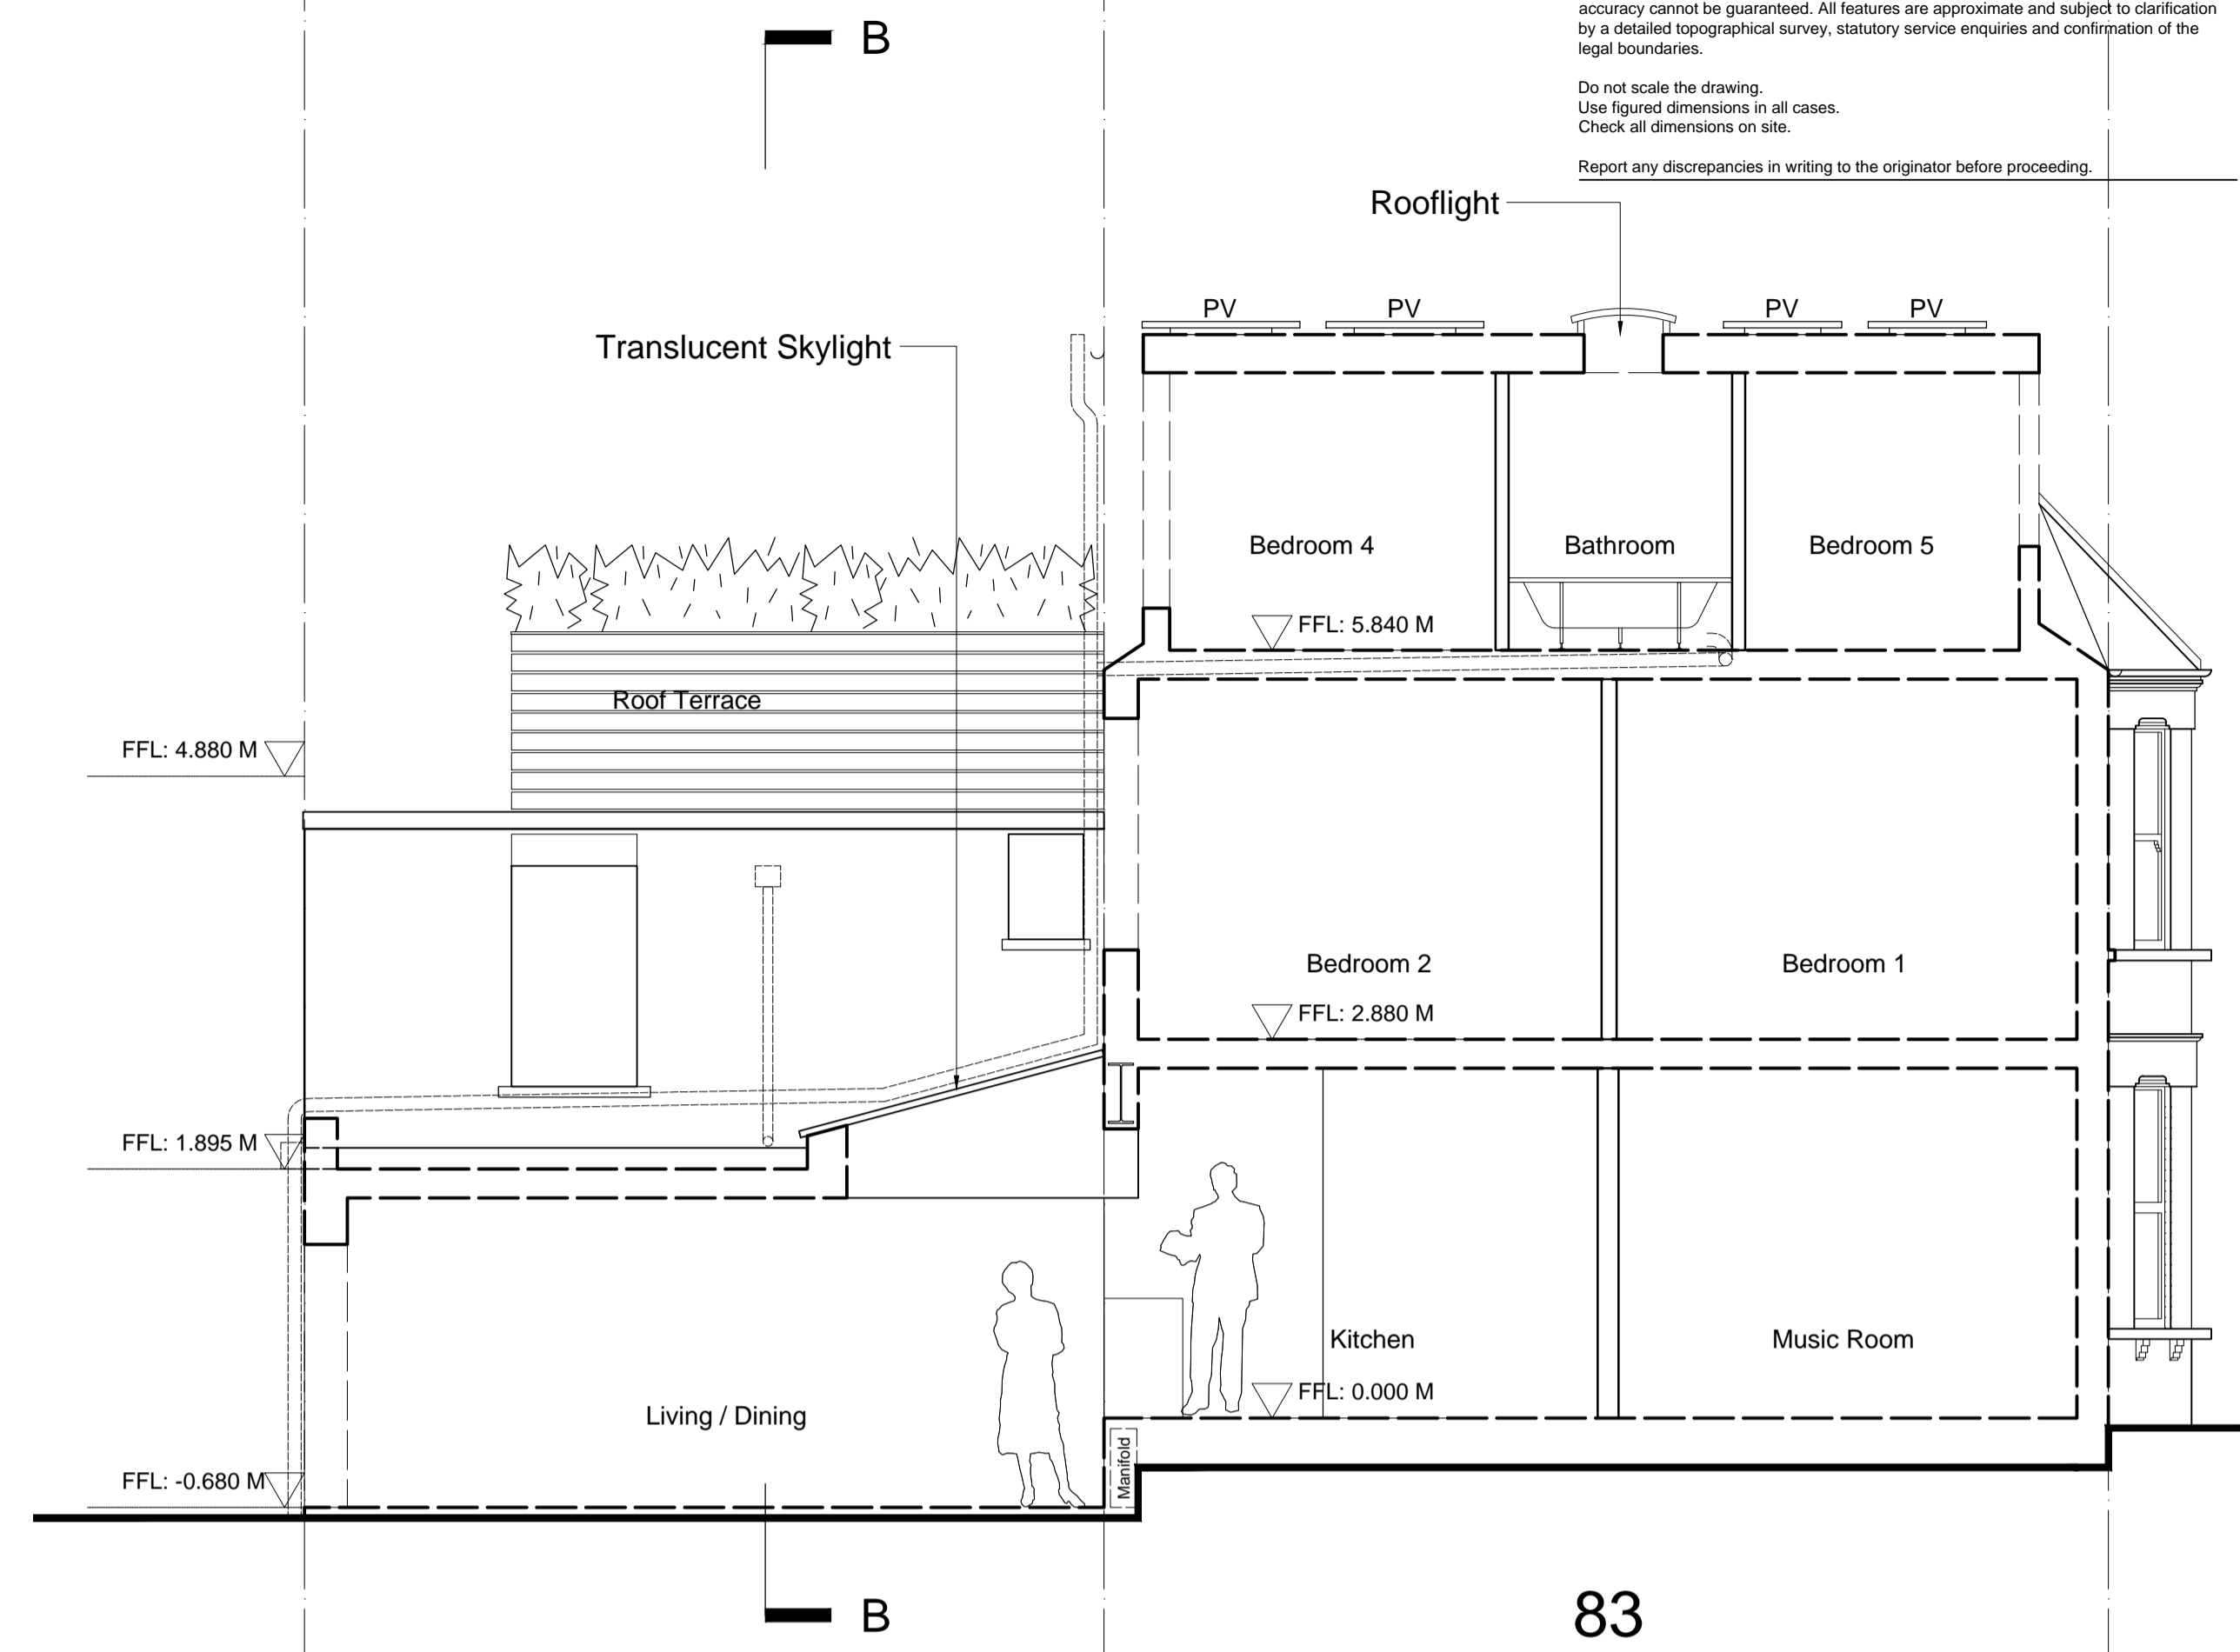 accuracy cannot be guaranteed. All features are approximate and subject to clarification
by a detailed topographical survey, statutory service enquiries and confirmation of the
legal boundaries.
Do not scale the drawing.
Use figured dimensions in all cases.
Check all dimensions on site.
Report any discrepancies in writing to the originator before proceeding.
B
Rooflight
PV
PV
PV
PV
Translucent Skylight
Bedroom 4
Bathroom
Bedroom 5
FFL: 5.840 M
Roof Terrace
FFL: 4.880 M
Bedroom 2
Bedroom 1
FFL: 2.880 M
FFL: 1.895 M
Kitchen
Music Room
FFL: 0.000 M
Living / Dining
Manifold
FFL: -0.680 M
B
83